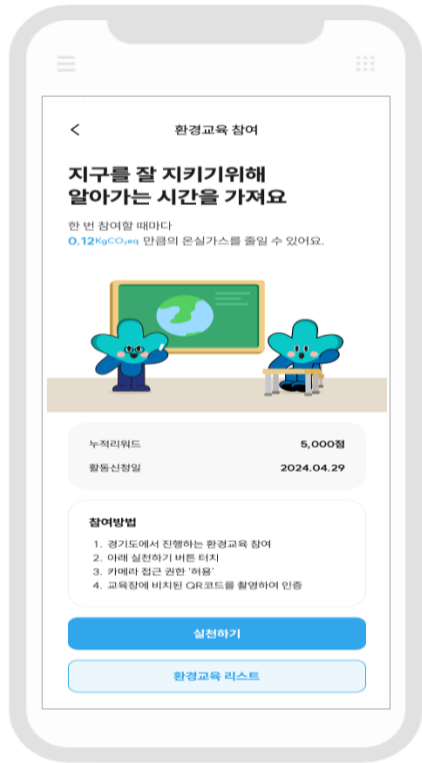 환경교육 참여
지구를 잘 지키기위해
알아가는 시간을 가져요
한 번 참여할 때마다
0.12KgCO₂eq 만큼의 온실가스를 줄일 수 있어요.
누적리워드 5,000점
활동신청일 2024.04.29
참여방법
1. 경기도에서 진행하는 환경교육 참여
2. 아래 실천하기 버튼 터치
3. 카메라 접근 권한 '허용'
4. 교육장에 비치된 QR코드를 촬영하여 인증
실천하기
환경교육 리스트